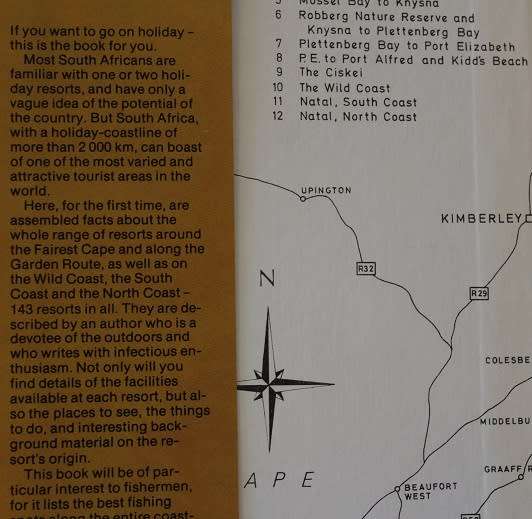 If you want to go on holiday –
this is the book for you.
Most South Africans are
familiar with one or two holi-
day resorts, and have only a
vague idea of the potential of
the country. But South Africa,
with a holiday-coastline of
more than 2 000 km, can boast
of one of the most varied and
attractive tourist areas in the
world.
Here, for the first time, are
assembled facts about the
whole range of resorts around
the Fairest Cape and along the
Garden Route, as well as on
the Wild Coast, the South
Coast and the North Coast –
143 resorts in all. They are de-
scribed by an author who is a
devotee of the outdoors and
who writes with infectious en-
thusiasm. Not only will you
find details of the facilities
available at each resort, but al-
so the places to see, the things
to do, and interesting back-
ground material on the re-
sort's origin.
This book will be of par-
ticular interest to fishermen,
for it lists the best fishing
spots along the entire coast-
5 Mossel Bay to Knysna
6 Robberg Nature Reserve and
Knysna to Plettenberg Bay
7 Plettenberg Bay to Port Elizabeth
8 P.E. to Port Alfred and Kidd's Beach
9 The Ciskei
10 The Wild Coast
11 Natal, South Coast
12 Natal, North Coast
UPINGTON
KIMBERLEY
R32
N
R29
COLESBE
MIDDELBU
GRAAFF/R
APE
BEAUFORT
WEST